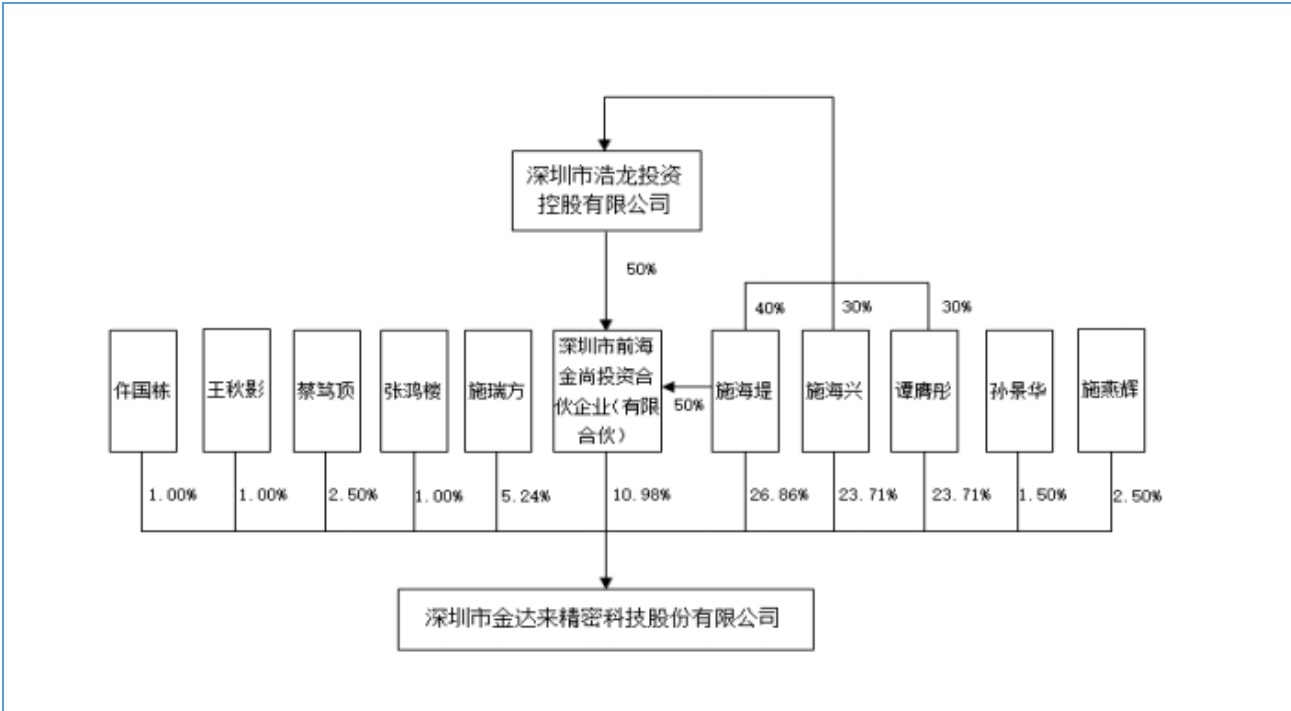 深圳市浩龙投资
控股有限公司
50%
40%
30%
30%
仵国栋
王秋影
蔡笃顶
张鸿楼
施瑞方
深圳市前海
金尚投资合
伙企业(有限
合伙)
50%
施海堤
施海兴
谭腾彤
孙景华
施燕辉
1.00%
1.00%
2.50%
1.00%
5.24%
10.98%
26.86%
23.71%
23.71%
1.50%
2.50%
深圳市金达来精密科技股份有限公司